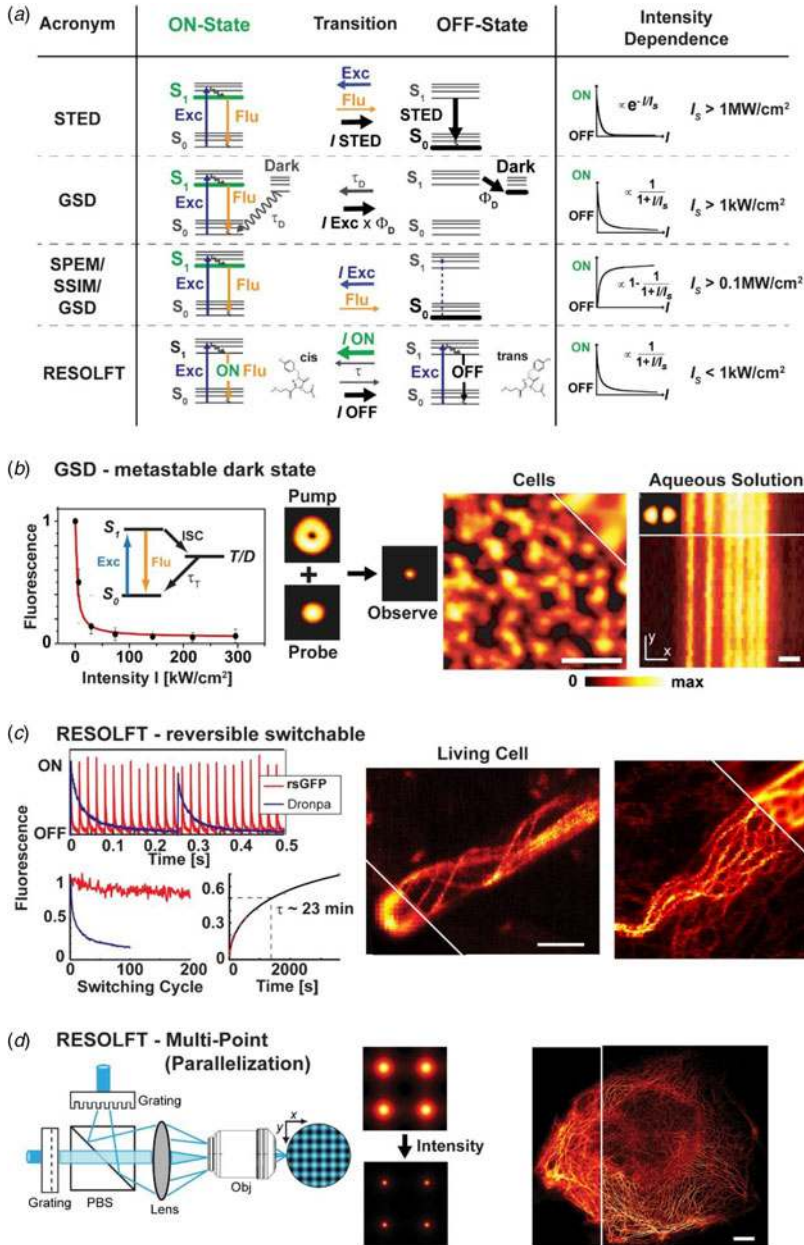 (a)
Acronym ON-State Transition OFF-State Intensity Dependence
STED
S1
S0
Exc
Flu
Exc
Flu
I STED
S1
STED
S0
ON
OFF
∝ e^-I/Is
I
Is > 1MW/cm²
GSD
S1
S0
Exc
Flu
Dark
τD
τD
I Exc x ΦD
S1
S0
Dark
ΦD
ON
OFF
∝ 1/(1+I/Is)
I
Is > 1kW/cm²
SPEM/
SSIM/
GSD
S1
S0
Exc
Flu
I Exc
Flu
S1
S0
ON
OFF
∝ 1- 1/(1+I/Is)
I
Is > 0.1MW/cm²
RESOLFT
S1
S0
Exc
ON
Flu
cis
I ON
τ
I OFF
S1
S0
Exc
OFF
trans
ON
OFF
∝ 1/(1+I/Is)
I
Is < 1kW/cm²
(b) GSD - metastable dark state
Fluorescence
1
0
0 100 200 300
Intensity I [kW/cm²]
S1
ISC
Exc
Flu
T/D
τT
S0
Pump
+
Probe
Observe
Cells
Aqueous Solution
y
x
0 max
(c) RESOLFT - reversible switchable
Fluorescence
ON
OFF
rsGFP
Dronpa
0 0.1 0.2 0.3 0.4 0.5
Time [s]
1
0.5
0
0 100 200
Switching Cycle
0.6
0.4
0.2
0
τ ~ 23 min
0 2000
Time [s]
Living Cell
(d) RESOLFT - Multi-Point
(Parallelization)
Grating
Grating
PBS
Lens
Obj
x
y
Intensity